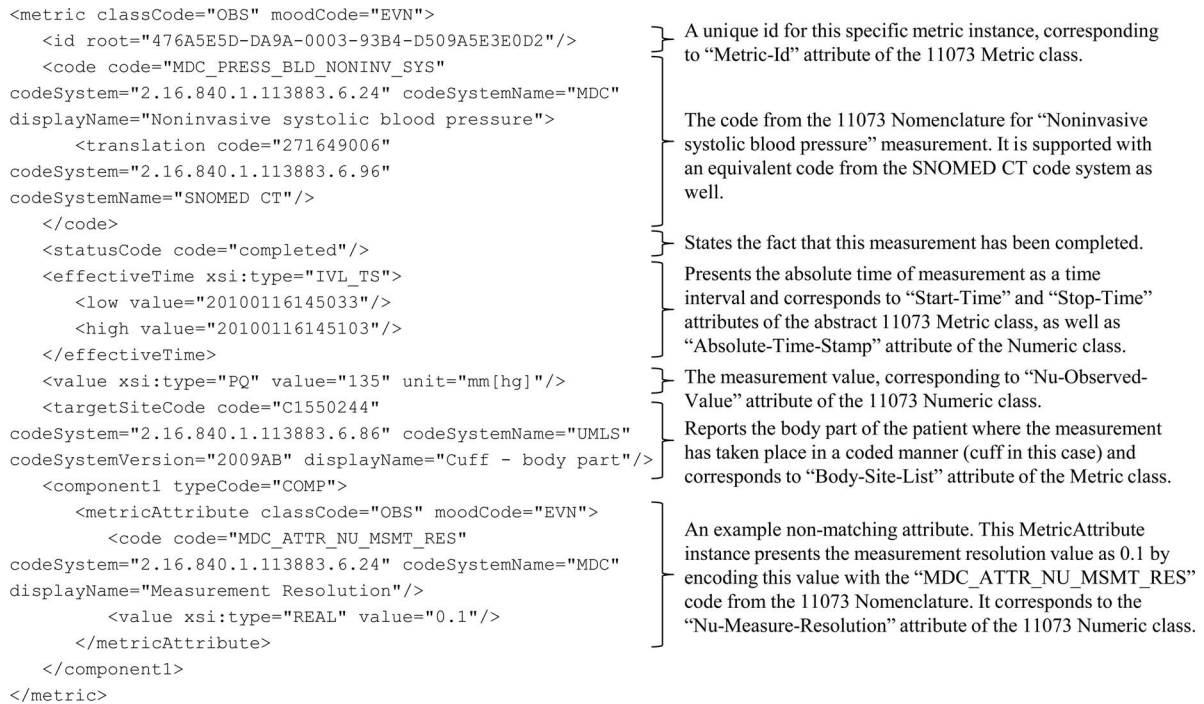 <metric classCode="OBS" moodCode="EVN">
<id root="476A5E5D-DA9A-0003-93B4-D509A5E3E0D2"/>
<code code="MDC_PRESS_BLD_NONINV_SYS"
codeSystem="2.16.840.1.113883.6.24" codeSystemName="MDC"
displayName="Noninvasive systolic blood pressure">
<translation code="271649006"
codeSystem="2.16.840.1.113883.6.96"
codeSystemName="SNOMED CT"/>
</code>
<statusCode code="completed"/>
<effectiveTime xsi:type="IVL_TS">
<low value="20100116145033"/>
<high value="20100116145103"/>
</effectiveTime>
<value xsi:type="PQ" value="135" unit="mm[hg]"/>
<targetSiteCode code="C1550244"
codeSystem="2.16.840.1.113883.6.86" codeSystemName="UMLS"
codeSystemVersion="2009AB" displayName="Cuff - body part"/>
<component1 typeCode="COMP">
<metricAttribute classCode="OBS" moodCode="EVN">
<code code="MDC_ATTR_NU_MSMT_RES"
codeSystem="2.16.840.1.113883.6.24" codeSystemName="MDC"
displayName="Measurement Resolution"/>
<value xsi:type="REAL" value="0.1"/>
</metricAttribute>
</component1>
</metric>
A unique id for this specific metric instance, corresponding
to “Metric-Id” attribute of the 11073 Metric class.
The code from the 11073 Nomenclature for “Noninvasive
systolic blood pressure” measurement. It is supported with
an equivalent code from the SNOMED CT code system as
well.
States the fact that this measurement has been completed.
Presents the absolute time of measurement as a time
interval and corresponds to “Start-Time” and “Stop-Time”
attributes of the abstract 11073 Metric class, as well as
“Absolute-Time-Stamp” attribute of the Numeric class.
The measurement value, corresponding to “Nu-Observed-
Value” attribute of the 11073 Numeric class.
Reports the body part of the patient where the measurement
has taken place in a coded manner (cuff in this case) and
corresponds to “Body-Site-List” attribute of the Metric class.
An example non-matching attribute. This MetricAttribute
instance presents the measurement resolution value as 0.1 by
encoding this value with the “MDC_ATTR_NU_MSMT_RES”
code from the 11073 Nomenclature. It corresponds to the
“Nu-Measure-Resolution” attribute of the 11073 Numeric class.